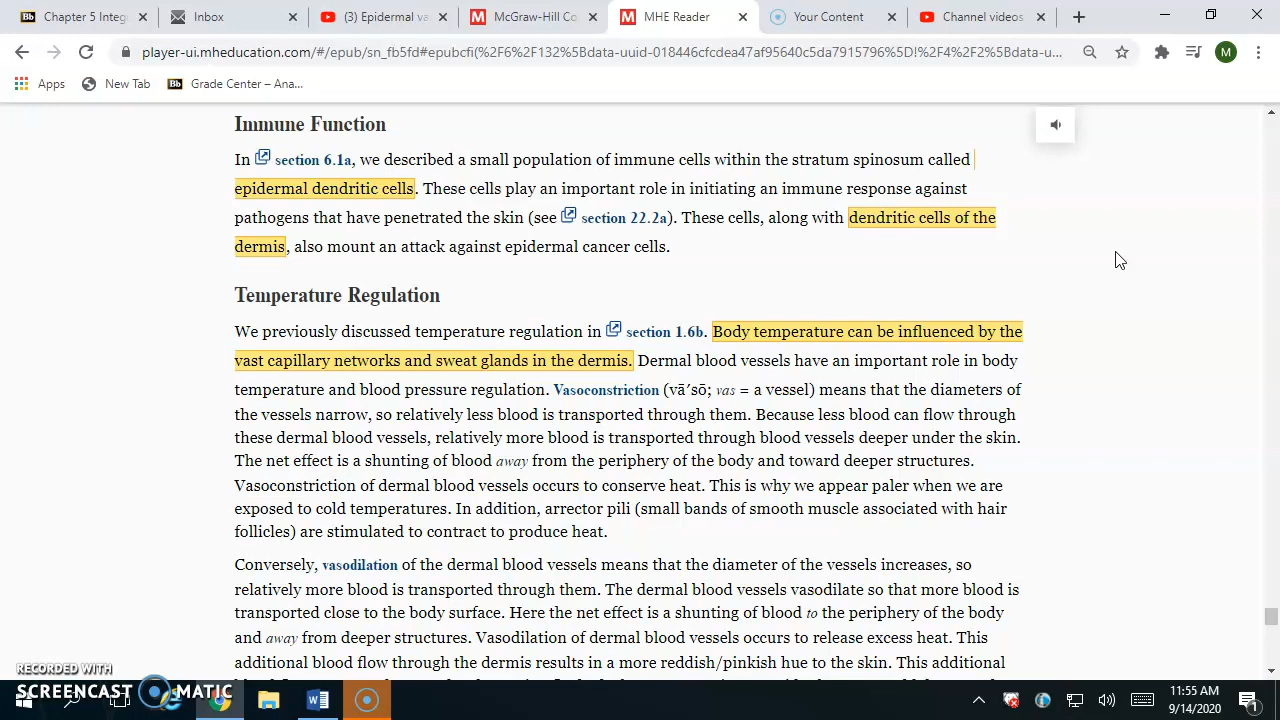 Chapter 5 Integ
Inbox
(3) Epidermal va
McGraw-Hill Co
MHE Reader
Your Content
Channel videos
player-ui.mheducation.com/#/epub/sn_fb5fd#epubcfi(%2F6%2F132%5Bdata-uuid-018446cfcdea47af95640c5da7915796%5D!%2F4%2F2%5Bdata-u...
M
Apps
New Tab
Bb
Grade Center – Ana...
Immune Function
In section 6.1a, we described a small population of immune cells within the stratum spinosum called
epidermal dendritic cells. These cells play an important role in initiating an immune response against
pathogens that have penetrated the skin (see section 22.2a). These cells, along with dendritic cells of the
dermis, also mount an attack against epidermal cancer cells.
Temperature Regulation
We previously discussed temperature regulation in section 1.6b. Body temperature can be influenced by the
vast capillary networks and sweat glands in the dermis. Dermal blood vessels have an important role in body
temperature and blood pressure regulation. Vasoconstriction (vā′sō; vas = a vessel) means that the diameters of
the vessels narrow, so relatively less blood is transported through them. Because less blood can flow through
these dermal blood vessels, relatively more blood is transported through blood vessels deeper under the skin.
The net effect is a shunting of blood away from the periphery of the body and toward deeper structures.
Vasoconstriction of dermal blood vessels occurs to conserve heat. This is why we appear paler when we are
exposed to cold temperatures. In addition, arrector pili (small bands of smooth muscle associated with hair
follicles) are stimulated to contract to produce heat.
Conversely, vasodilation of the dermal blood vessels means that the diameter of the vessels increases, so
relatively more blood is transported through them. The dermal blood vessels vasodilate so that more blood is
transported close to the body surface. Here the net effect is a shunting of blood to the periphery of the body
and away from deeper structures. Vasodilation of dermal blood vessels occurs to release excess heat. This
additional blood flow through the dermis results in a more reddish/pinkish hue to the skin. This additional
RECORDED WITH
SCREENCAST MATIC
11:55 AM
9/14/2020
1